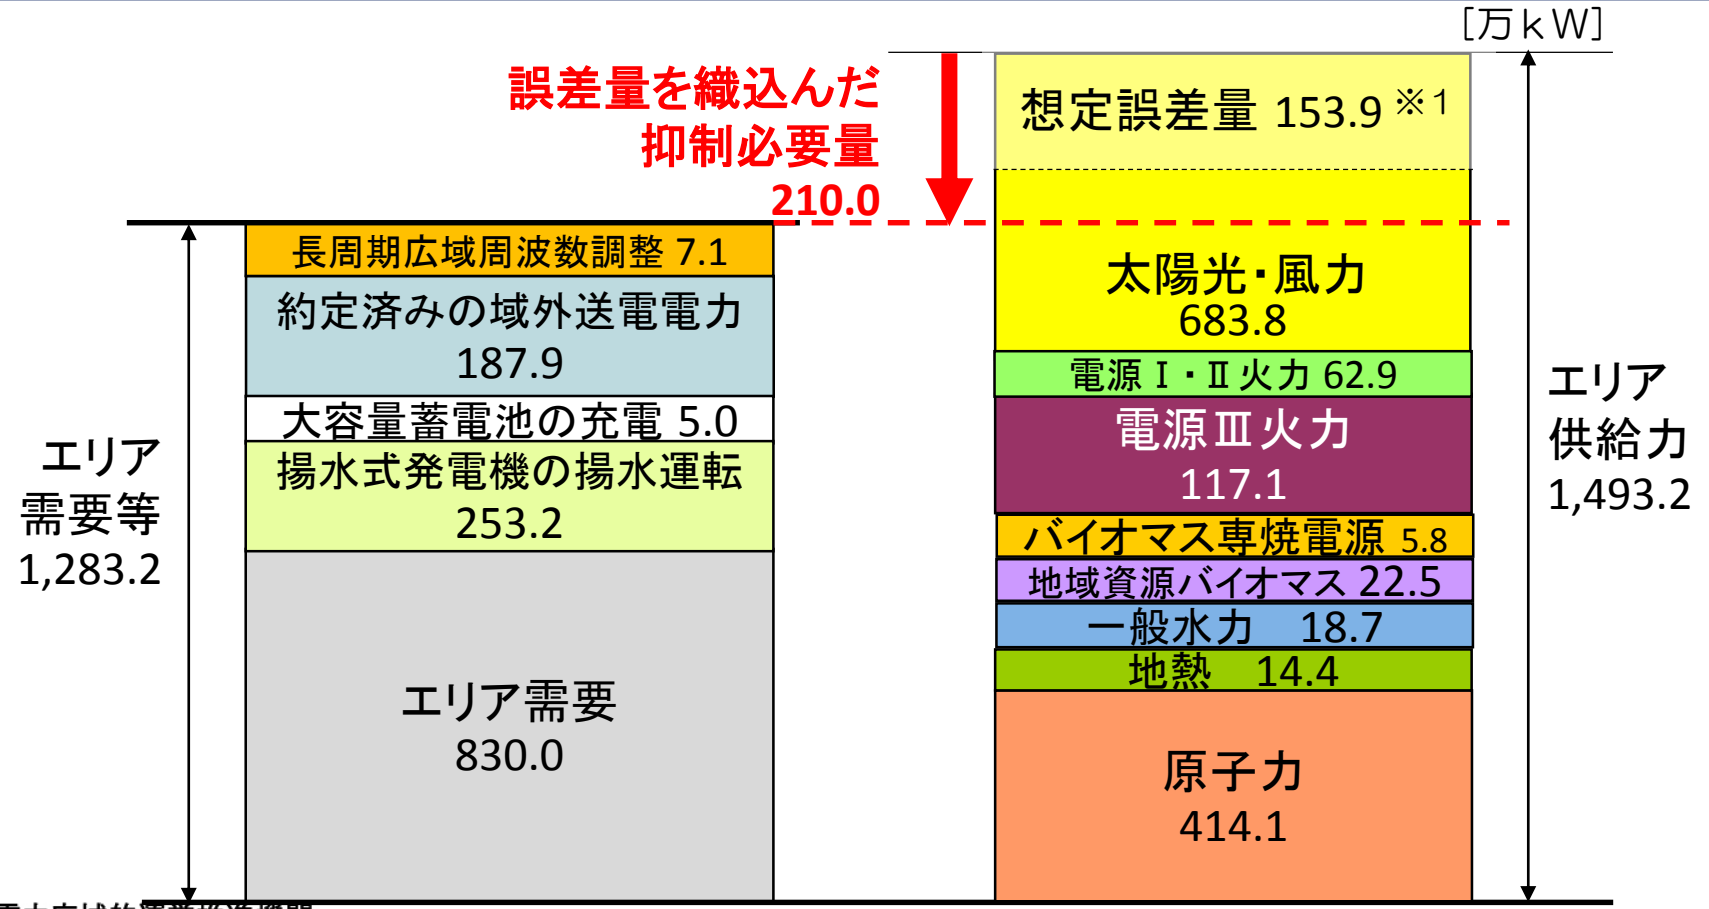 [万kW]
誤差量を織込んだ
抑制必要量
210.0
長周期広域周波数調整 7.1
約定済みの域外送電電力
187.9
大容量蓄電池の充電 5.0
揚水式発電機の揚水運転
253.2
エリア需要
830.0
エリア
需要等
1,283.2
想定誤差量 153.9 ※1
太陽光・風力
683.8
電源Ⅰ・Ⅱ火力 62.9
電源Ⅲ火力
117.1
バイオマス専焼電源 5.8
地域資源バイオマス 22.5
一般水力　18.7
地熱　14.4
原子力
414.1
エリア
供給力
1,493.2